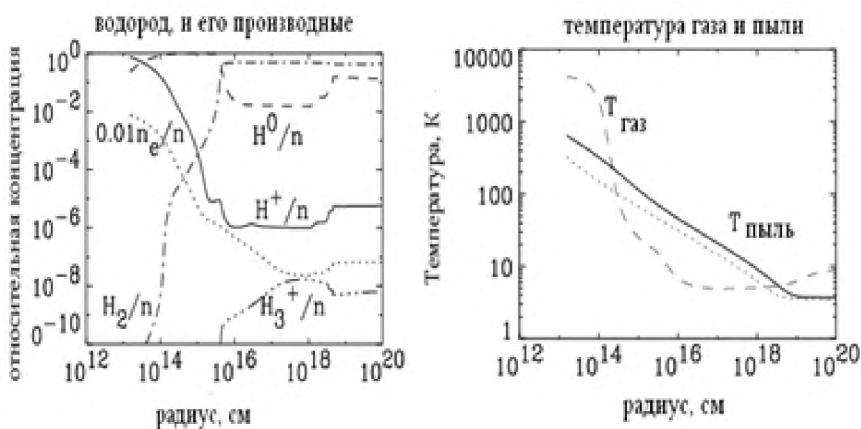 водород, и его производные
относительная концентрация
10^0
10^-2
10^-4
10^-6
10^-8
0^-10
0.01n_e/n
H^0/n
H^+/n
H_2/n
H_3^+/n
10^12 10^14 10^16 10^18 10^20
радиус, см
температура газа и пыли
Температура, К
10000
1000
100
10
1
T газ
T пыль
10^12 10^14 10^16 10^18 10^20
радиус, см